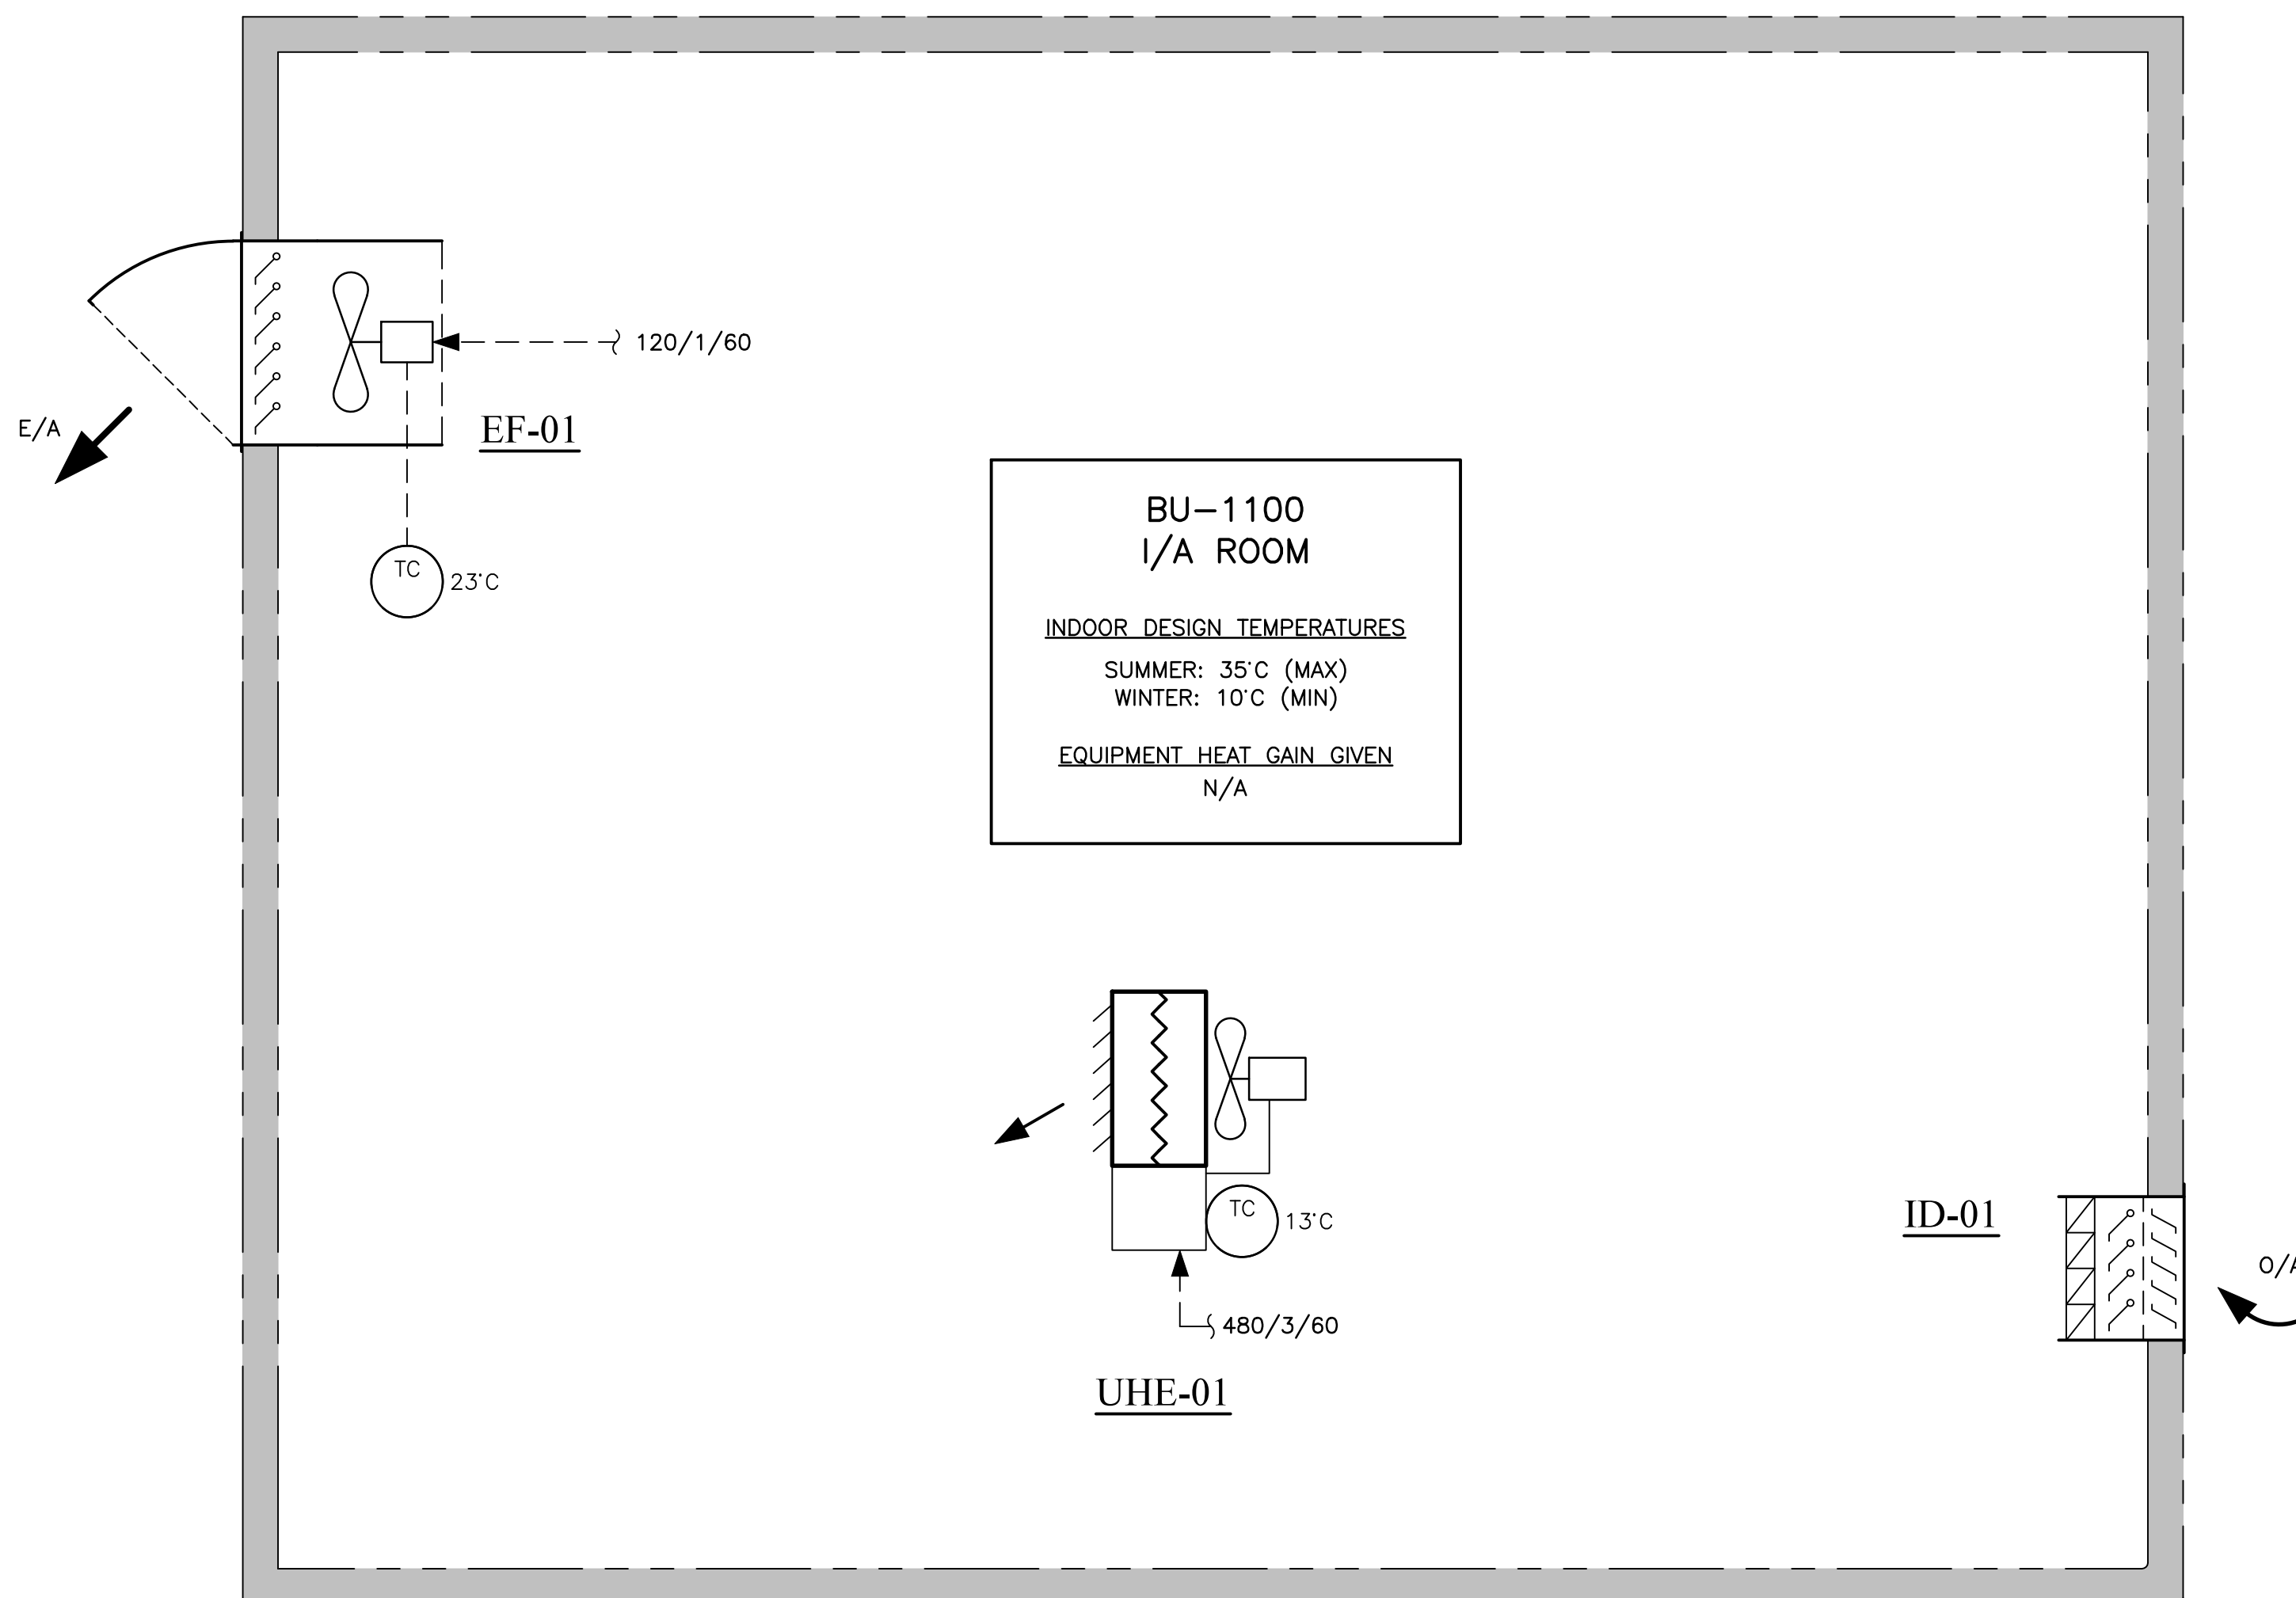 120/1/60
E/A
EF-01
TC
23°C
BU-1100
I/A ROOM
INDOOR DESIGN TEMPERATURES
SUMMER: 35°C (MAX)
WINTER: 10°C (MIN)
EQUIPMENT HEAT GAIN GIVEN
N/A
TC
13°C
480/3/60
UHE-01
ID-01